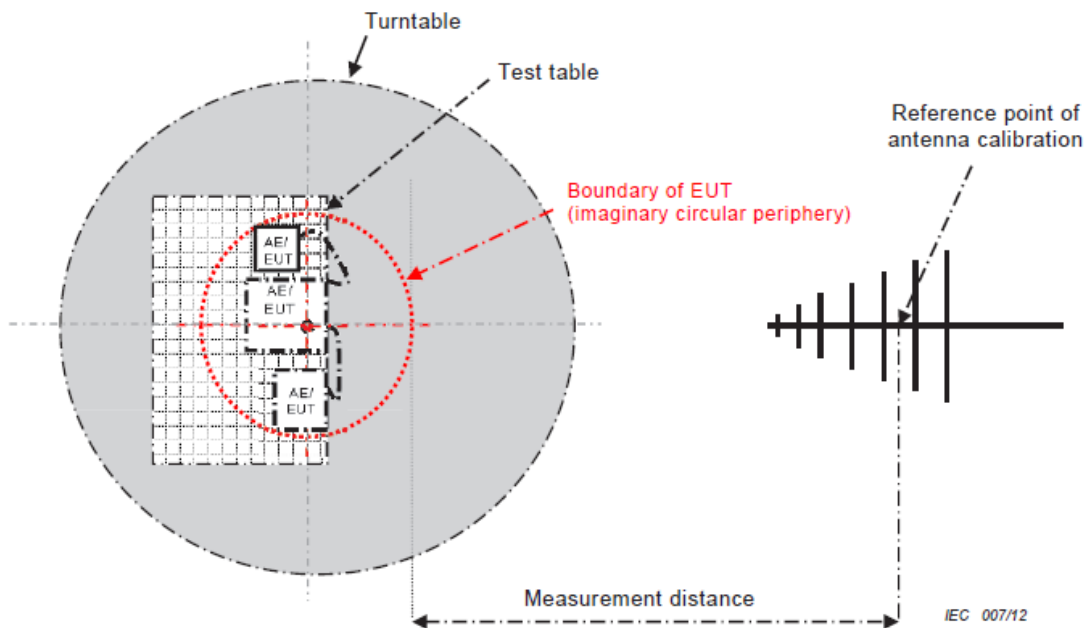 Turntable
Test table
Reference point of
antenna calibration
Boundary of EUT
(imaginary circular periphery)
AE/
EUT
AE/
EUT
AE/
EUT
Measurement distance
IEC 007/12